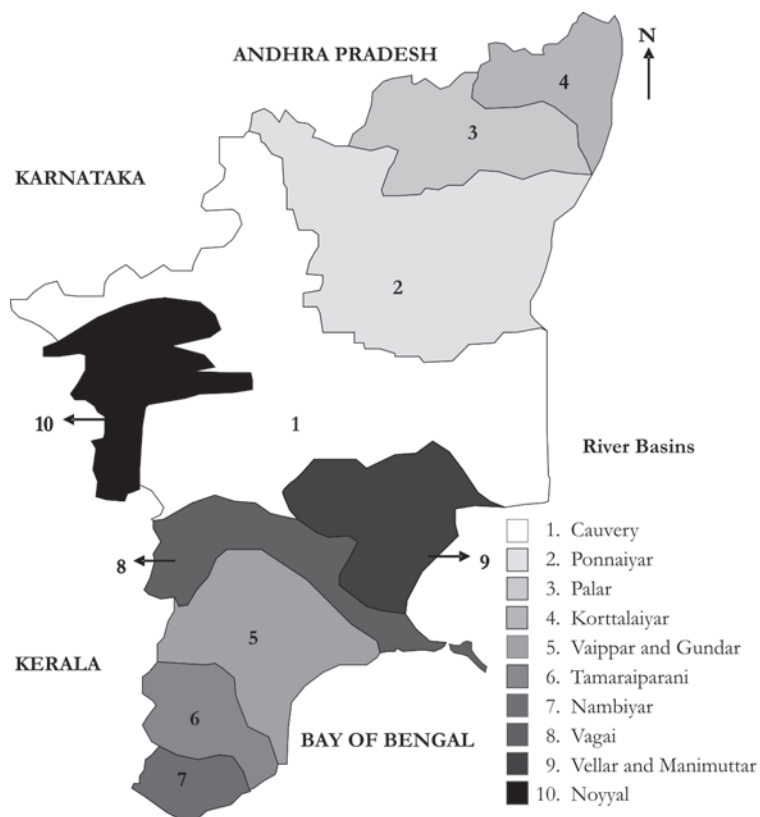 N
ANDHRA PRADESH
4
3
KARNATAKA
2
10
1
River Basins
8
9
5
KERALA
6
BAY OF BENGAL
7
1. Cauvery
2. Ponnaiyar
3. Palar
4. Korttalaiyar
5. Vaippar and Gundar
6. Tamaraiparani
7. Nambiyar
8. Vagai
9. Vellar and Manimuttar
10. Noyyal